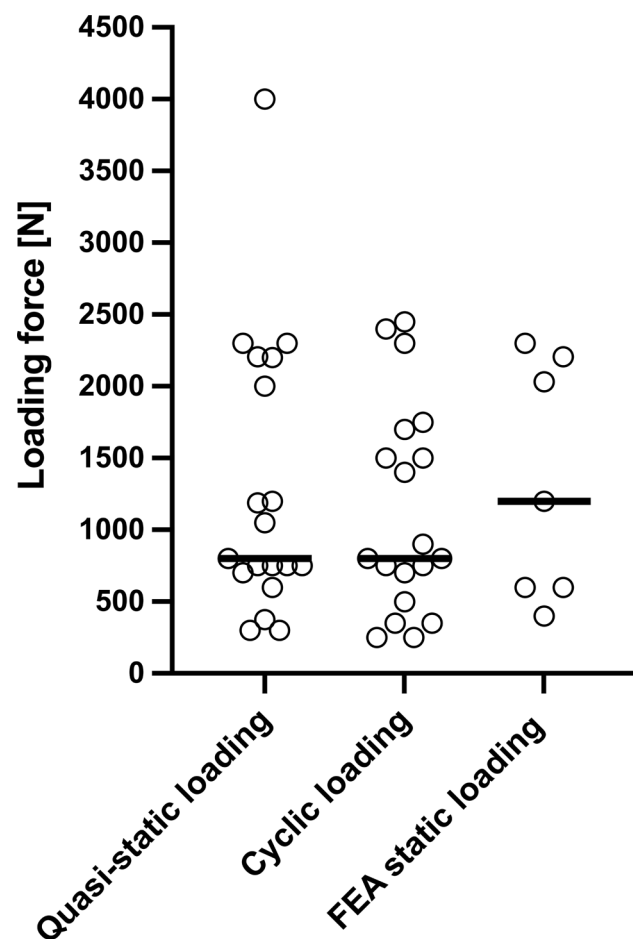 4500
4000
3500
3000
2500
2000
1500
1000
500
0
Loading force [N]
Quasi-static loading
Cyclic loading
FEA static loading